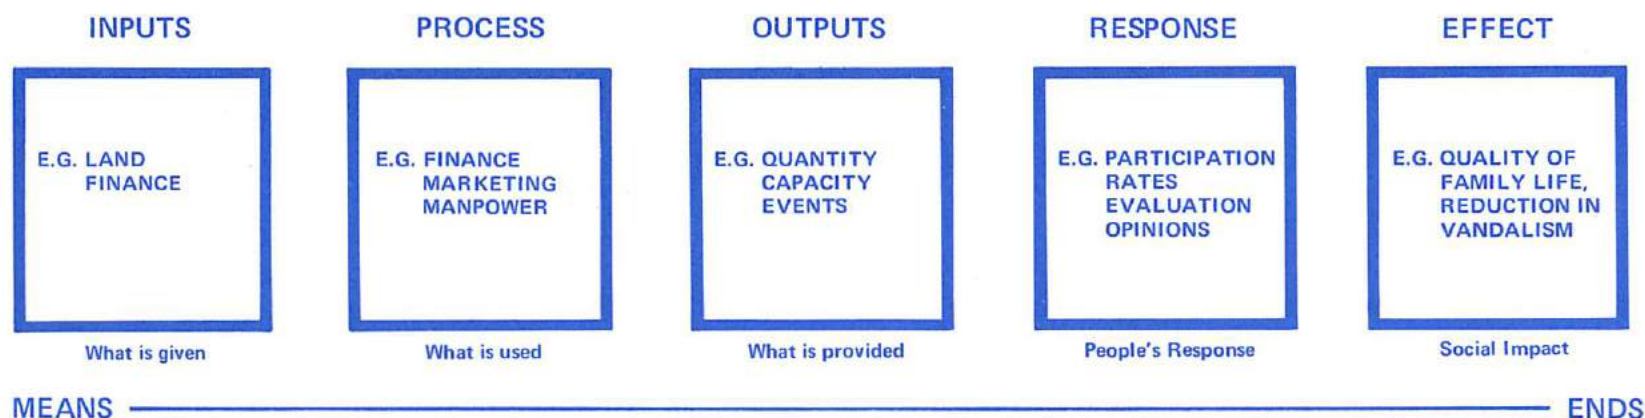 INPUTS
PROCESS
OUTPUTS
RESPONSE
EFFECT
E.G. LAND
FINANCE
E.G. FINANCE
MARKETING
MANPOWER
E.G. QUANTITY
CAPACITY
EVENTS
E.G. PARTICIPATION
RATES
EVALUATION
OPINIONS
E.G. QUALITY OF
FAMILY LIFE,
REDUCTION IN
VANDALISM
What is given
What is used
What is provided
People's Response
Social Impact
MEANS
ENDS